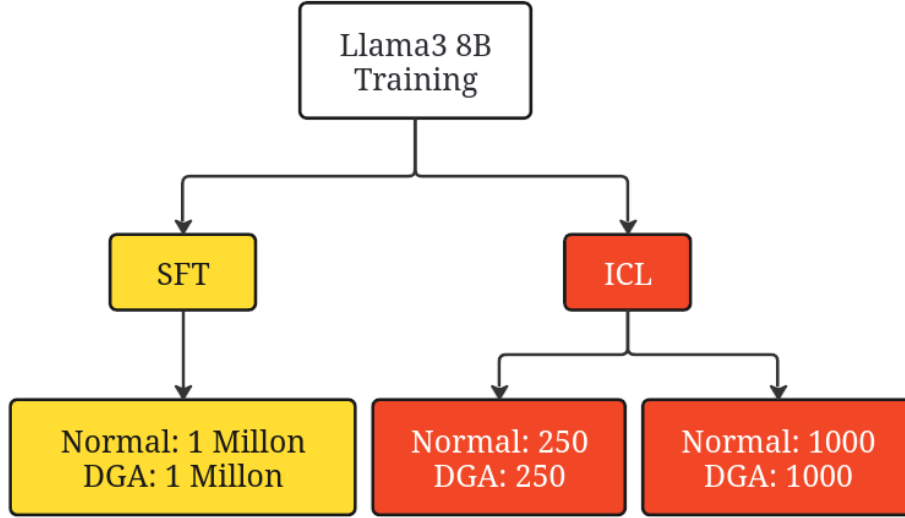 Llama3 8B
Training
SFT
ICL
Normal: 1 Millon
DGA: 1 Millon
Normal: 250
DGA: 250
Normal: 1000
DGA: 1000